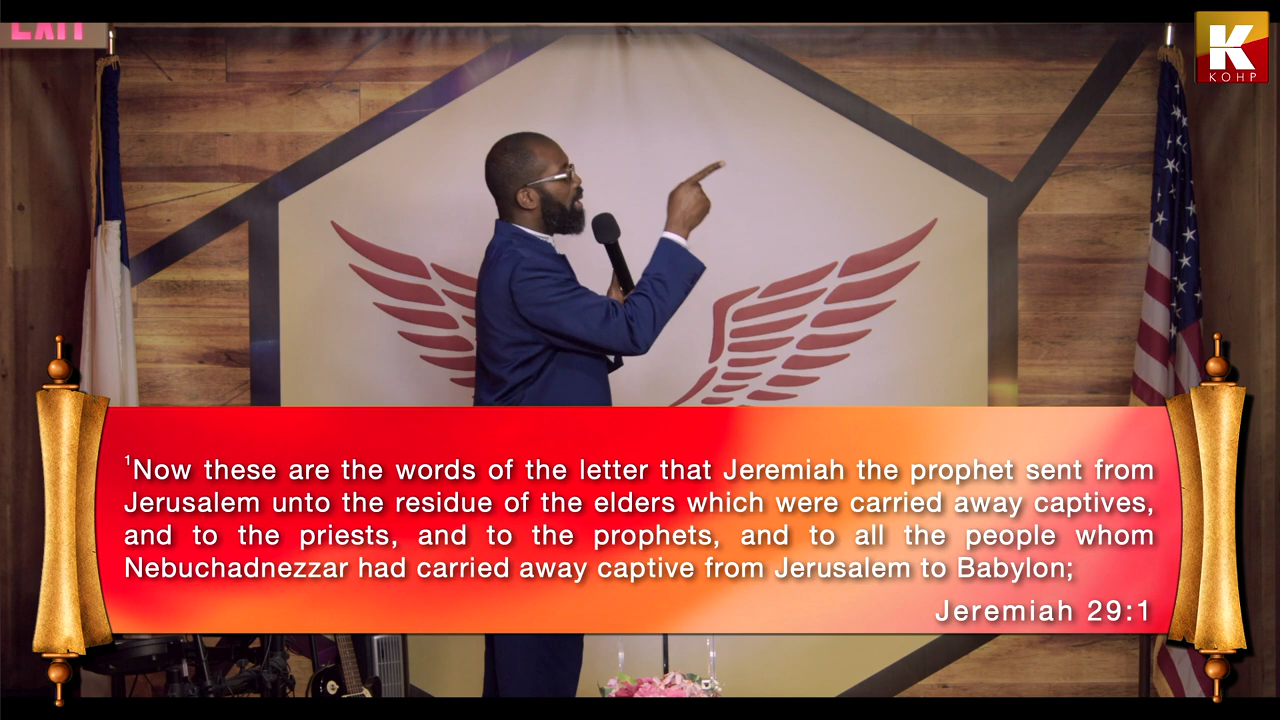 EXIT
K
KOHP
¹Now these are the words of the letter that Jeremiah the prophet sent from
Jerusalem unto the residue of the elders which were carried away captives,
and to the priests, and to the prophets, and to all the people whom
Nebuchadnezzar had carried away captive from Jerusalem to Babylon;
Jeremiah 29:1